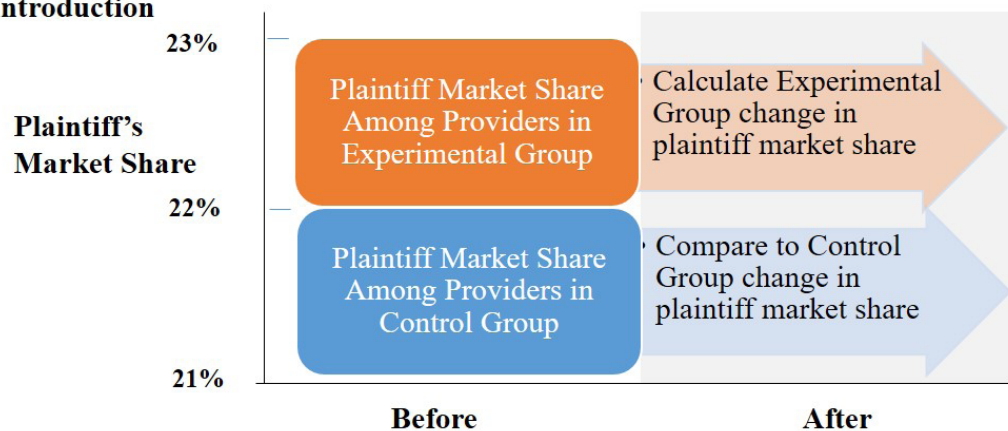 ntroduction
23%
Plaintiff Market Share
Among Providers in
Experimental Group
• Calculate Experimental
Group change in
plaintiff market share
Plaintiff's
Market Share
22%
Plaintiff Market Share
Among Providers in
Control Group
• Compare to Control
Group change in
plaintiff market share
21%
Before
After